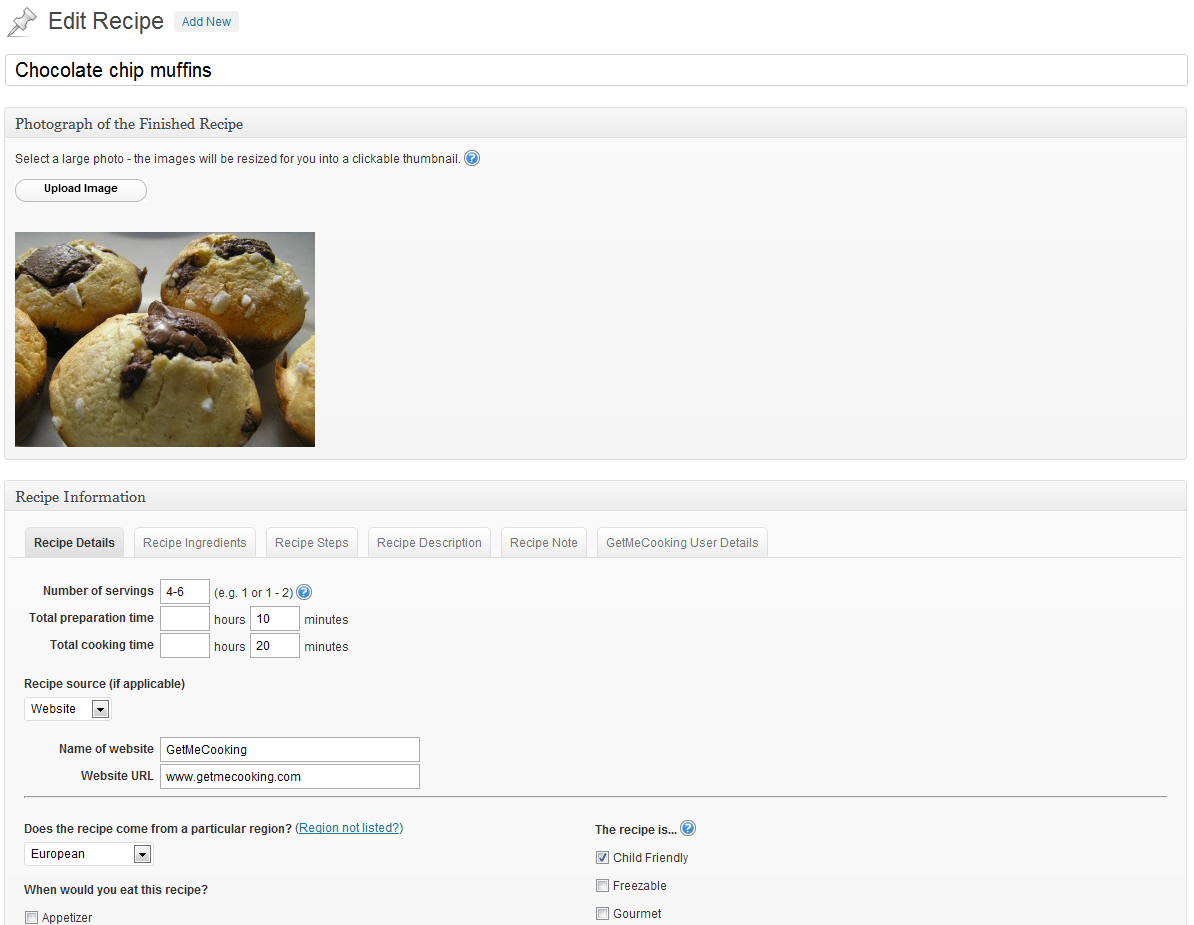 Edit Recipe Add New
Chocolate chip muffins
Photograph of the Finished Recipe
Select a large photo - the images will be resized for you into a clickable thumbnail. ?
Upload Image
Recipe Information
Recipe Details Recipe Ingredients Recipe Steps Recipe Description Recipe Note GetMeCooking User Details
Number of servings 4-6 (e.g. 1 or 1 - 2) ?
Total preparation time hours 10 minutes
Total cooking time hours 20 minutes
Recipe source (if applicable)
Website
Name of website GetMeCooking
Website URL www.getmecooking.com
Does the recipe come from a particular region? (Region not listed?)
European
When would you eat this recipe?
Appetizer
The recipe is... ?
Child Friendly
Freezable
Gourmet